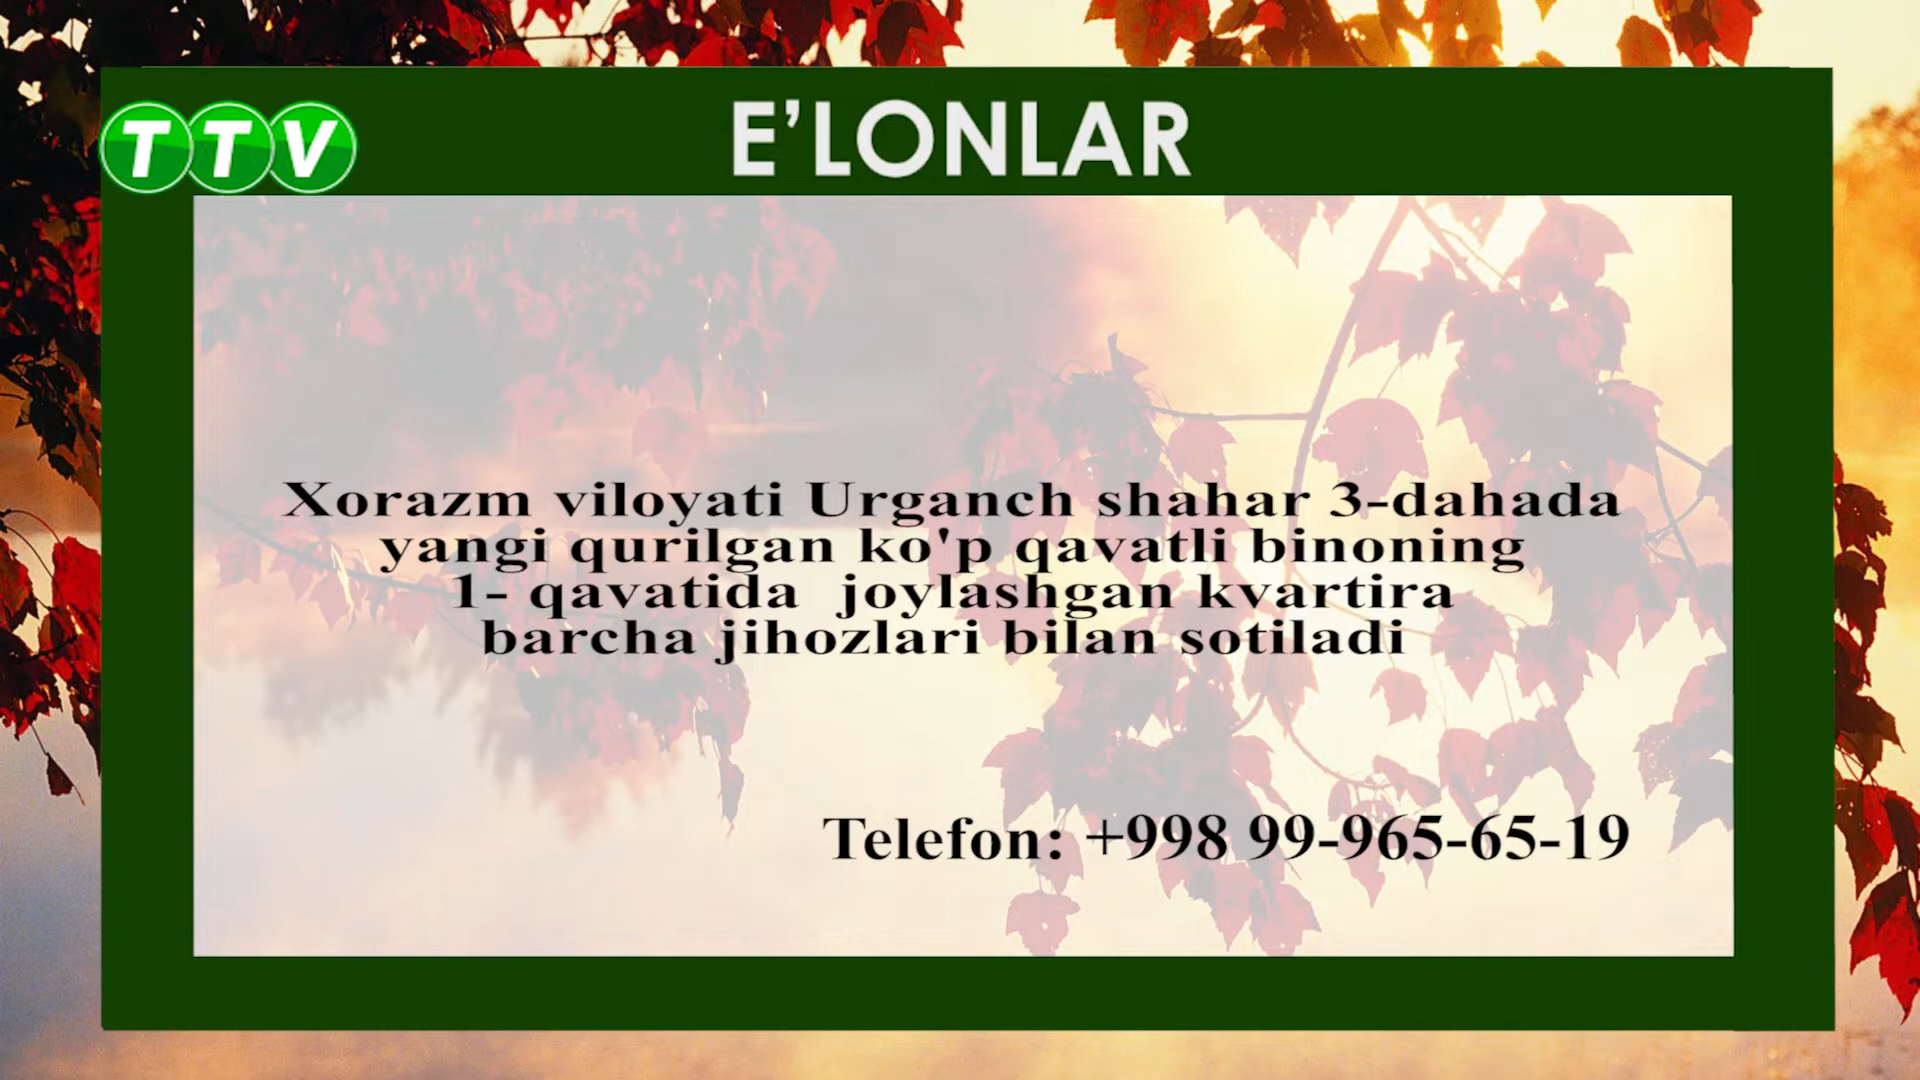 TTV
E’LONLAR
Xorazm viloyati Urganch shahar 3-dahada
yangi qurilgan ko'p qavatli binoning
1- qavatida joylashgan kvartira
barcha jihozlari bilan sotiladi
Telefon: +998 99-965-65-19